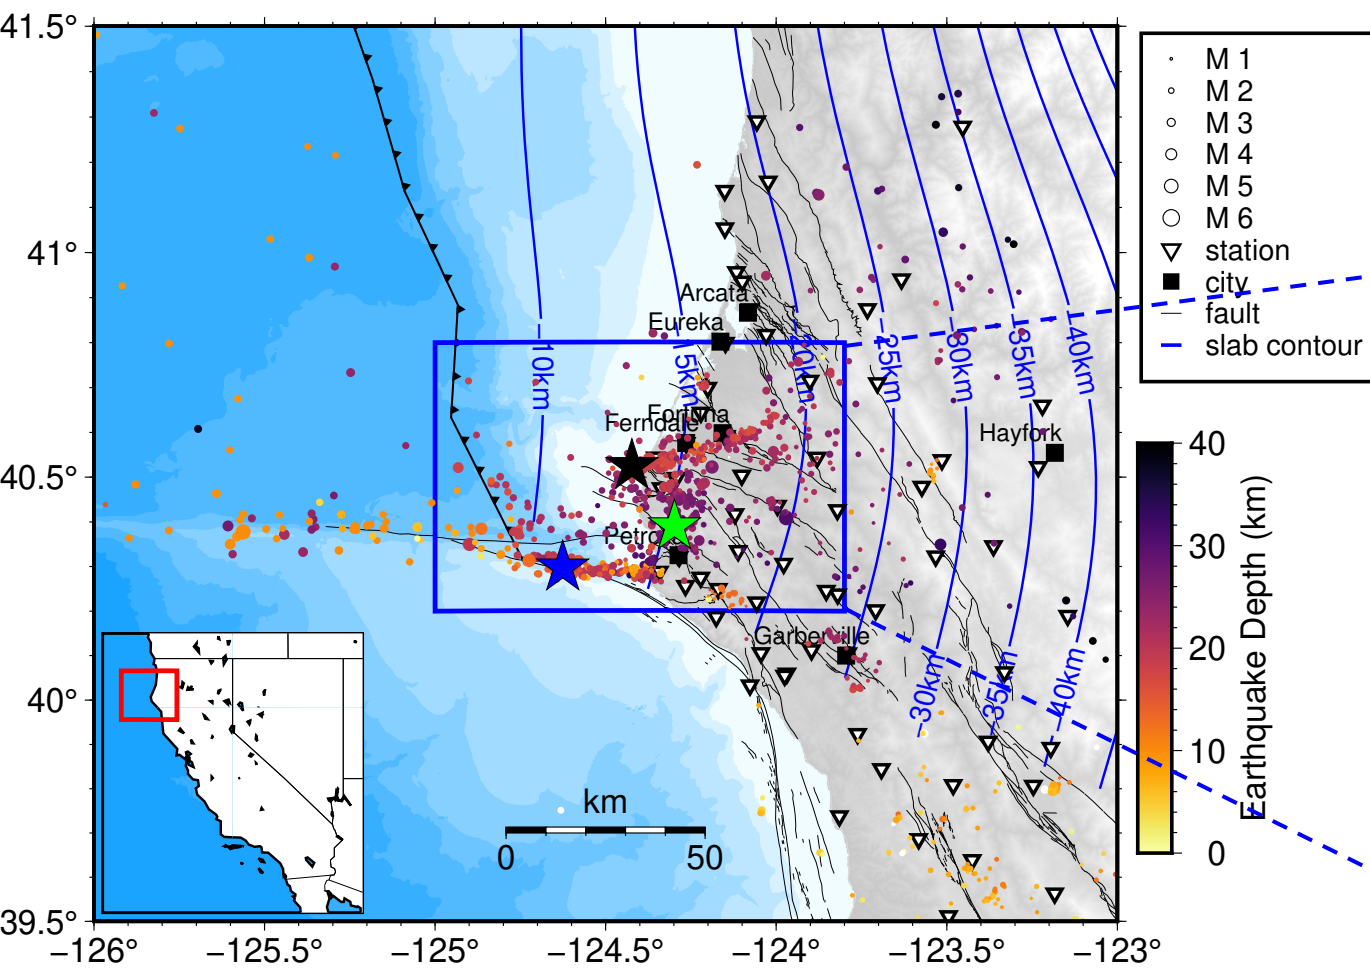 41.5°
41°
40.5°
40°
39.5°
−126°
−125.5°
−125°
−124.5°
−124°
−123.5°
−123°
M 1
M 2
M 3
M 4
M 5
M 6
station
city
fault
slab contour
Arcata
Eureka
Fortuna
Ferndale
Petro
Garberville
Hayfork
−10km
15km
20km
25km
−30km
−35km
−40km
−30km
35km
−40km
km
0
50
40
30
20
10
0
Earthquake Depth (km)